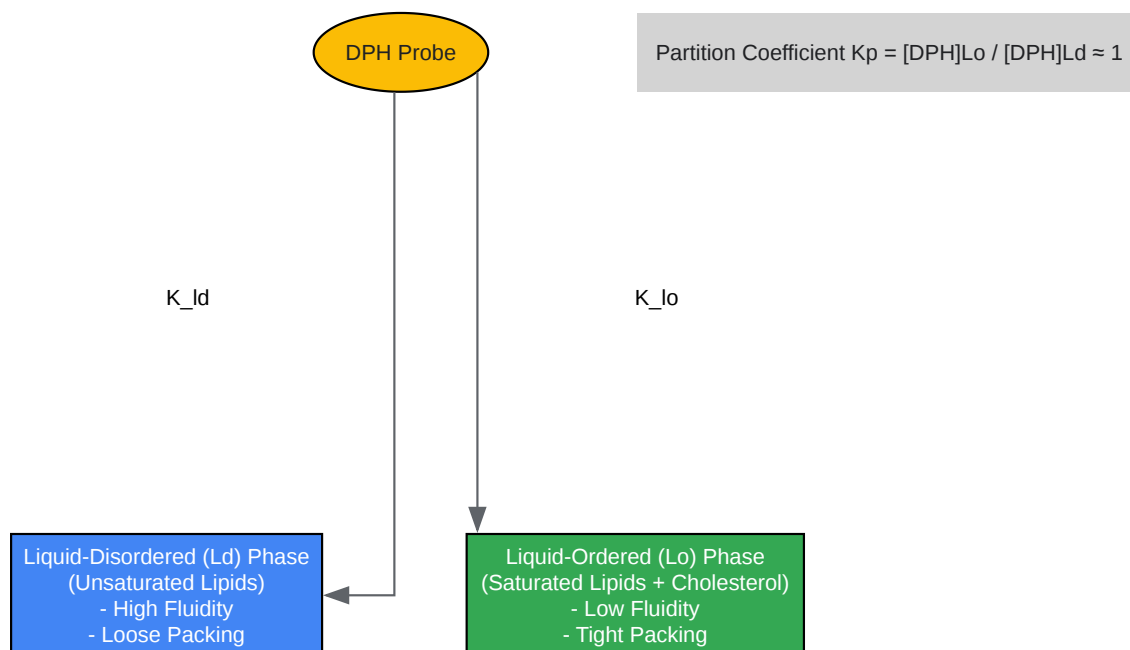 DPH Probe
Partition Coefficient Kp = [DPH]Lo / [DPH]Ld ≈ 1
K_ld
K_lo
Liquid-Disordered (Ld) Phase
(Unsaturated Lipids)
- High Fluidity
- Loose Packing
Liquid-Ordered (Lo) Phase
(Saturated Lipids + Cholesterol)
- Low Fluidity
- Tight Packing